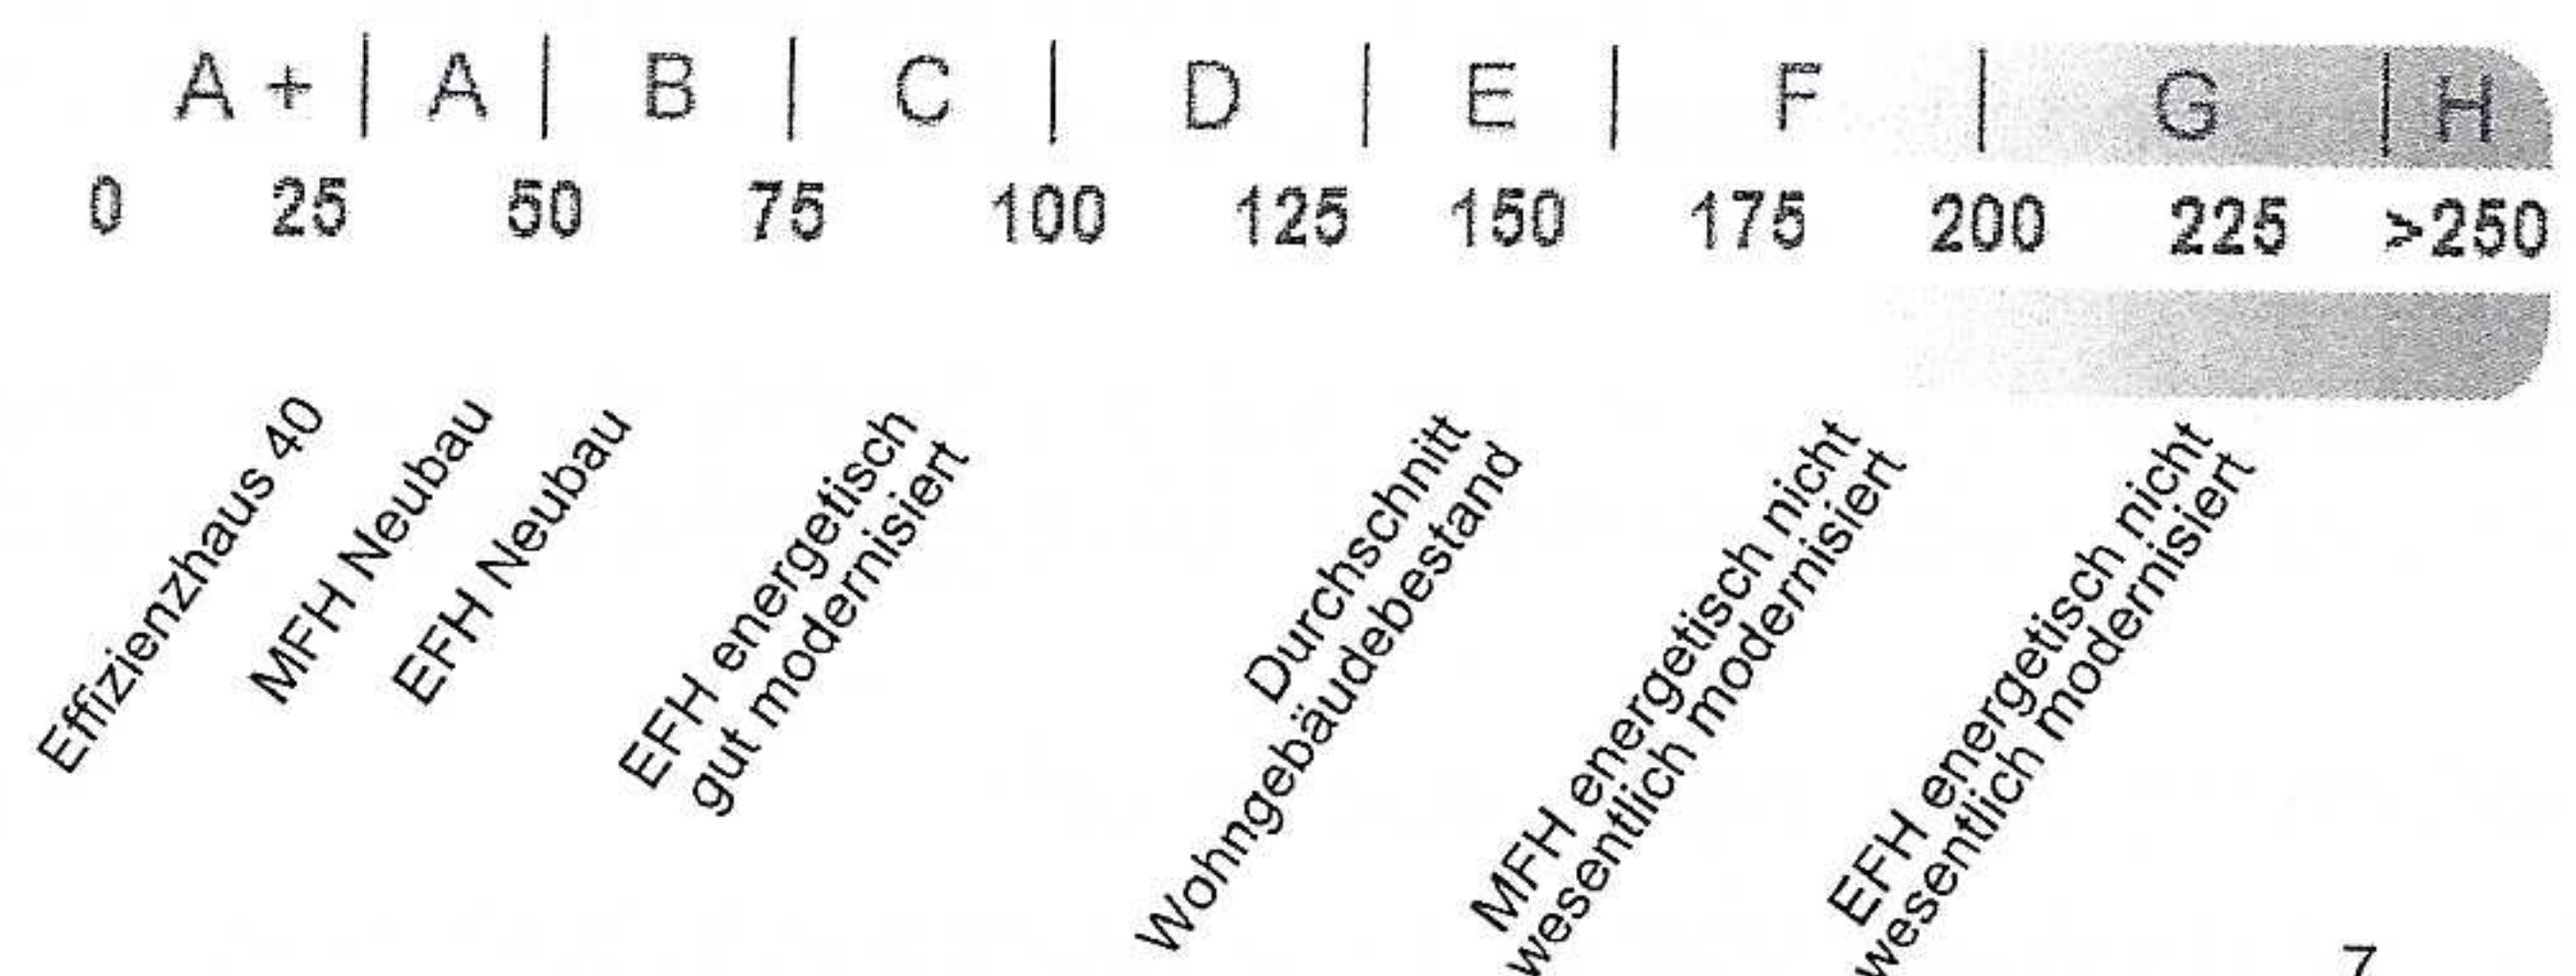 A + | A | B | C | D | E | F | G | H
0 25 50 75 100 125 150 175 200 225 >250
Effizienzhaus 40
MFH Neubau
EFH Neubau
EFH energetisch
gut modernisiert
Durchschnitt
Wohngebäudebestand
MFH energetisch nicht
wesentlich modernisiert
EFH energetisch nicht
wesentlich modernisiert
7